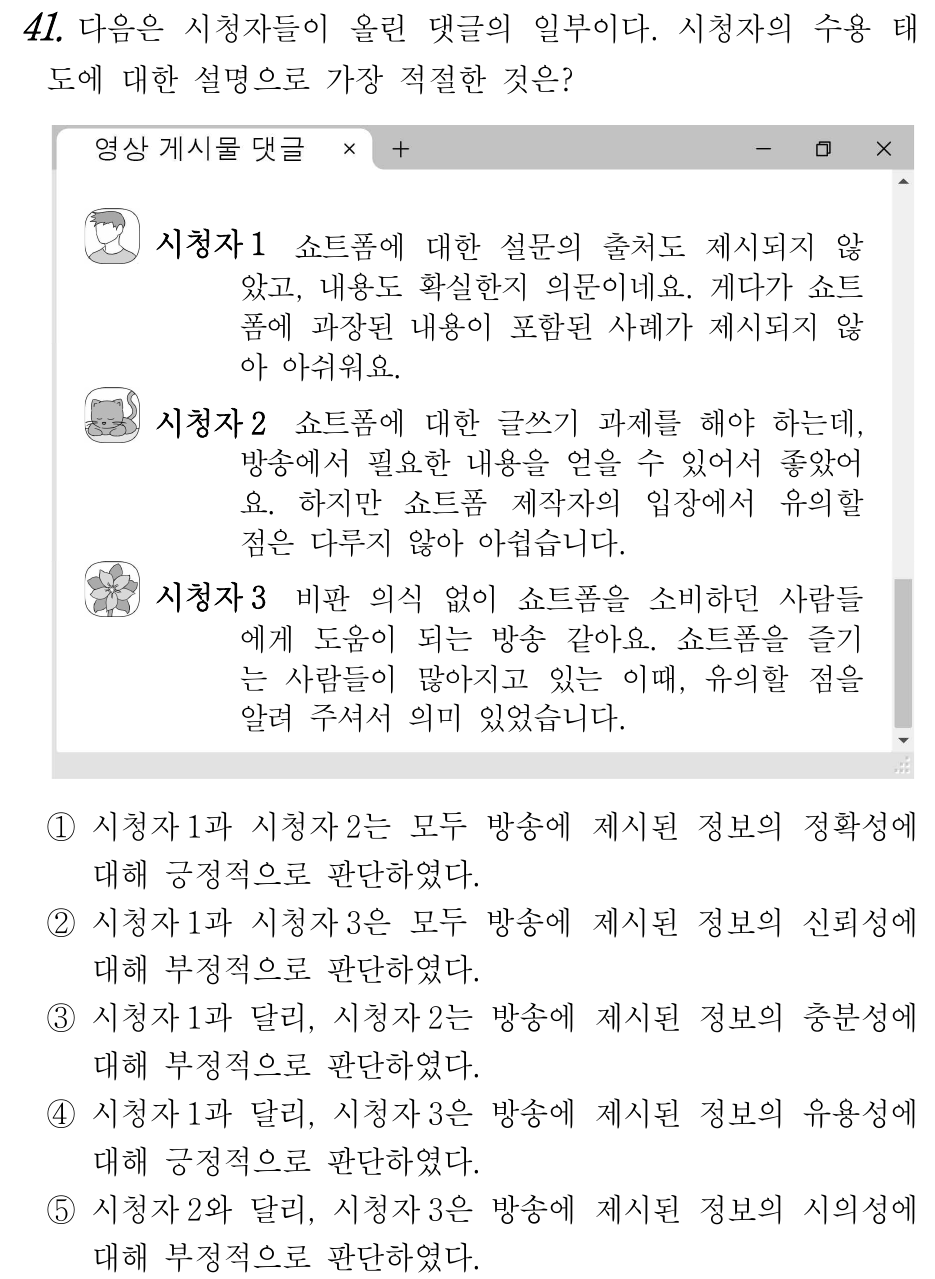 41. 다음은 시청자들이 올린 댓글의 일부이다. 시청자의 수용 태
도에 대한 설명으로 가장 적절한 것은?
영상 게시물 댓글 × + – ×
시청자 1 쇼트폼에 대한 설문의 출처도 제시되지 않
았고, 내용도 확실한지 의문이네요. 게다가 쇼트
폼에 과장된 내용이 포함된 사례가 제시되지 않
아 아쉬워요.
시청자 2 쇼트폼에 대한 글쓰기 과제를 해야 하는데,
방송에서 필요한 내용을 얻을 수 있어서 좋았어
요. 하지만 쇼트폼 제작자의 입장에서 유의할
점은 다루지 않아 아쉽습니다.
시청자 3 비판 의식 없이 쇼트폼을 소비하던 사람들
에게 도움이 되는 방송 같아요. 쇼트폼을 즐기
는 사람들이 많아지고 있는 이때, 유의할 점을
알려 주셔서 의미 있었습니다.
① 시청자 1과 시청자 2는 모두 방송에 제시된 정보의 정확성에
대해 긍정적으로 판단하였다.
② 시청자 1과 시청자 3은 모두 방송에 제시된 정보의 신뢰성에
대해 부정적으로 판단하였다.
③ 시청자 1과 달리, 시청자 2는 방송에 제시된 정보의 충분성에
대해 부정적으로 판단하였다.
④ 시청자 1과 달리, 시청자 3은 방송에 제시된 정보의 유용성에
대해 긍정적으로 판단하였다.
⑤ 시청자 2와 달리, 시청자 3은 방송에 제시된 정보의 시의성에
대해 부정적으로 판단하였다.